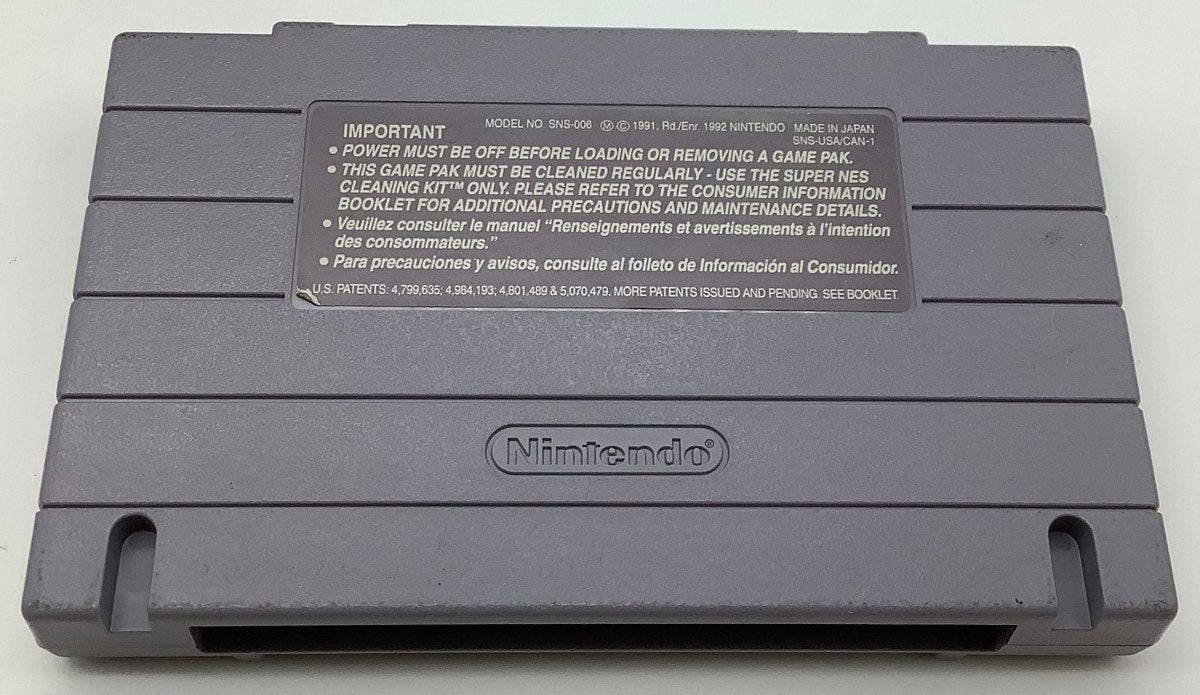 IMPORTANT MODEL NO. SNS-006 Ⓜ © 1991, Rd./Enr. 1992 NINTENDO MADE IN JAPAN
SNS-USA/CAN-1
• POWER MUST BE OFF BEFORE LOADING OR REMOVING A GAME PAK.
• THIS GAME PAK MUST BE CLEANED REGULARLY - USE THE SUPER NES
CLEANING KIT™ ONLY. PLEASE REFER TO THE CONSUMER INFORMATION
BOOKLET FOR ADDITIONAL PRECAUTIONS AND MAINTENANCE DETAILS.
• Veuillez consulter le manuel “Renseignements et avertissements à l’intention
des consommateurs.”
• Para precauciones y avisos, consulte al folleto de Información al Consumidor.
U.S. PATENTS: 4,799,635; 4,984,193; 4,801,489 & 5,070,479. MORE PATENTS ISSUED AND PENDING. SEE BOOKLET.
Nintendo®